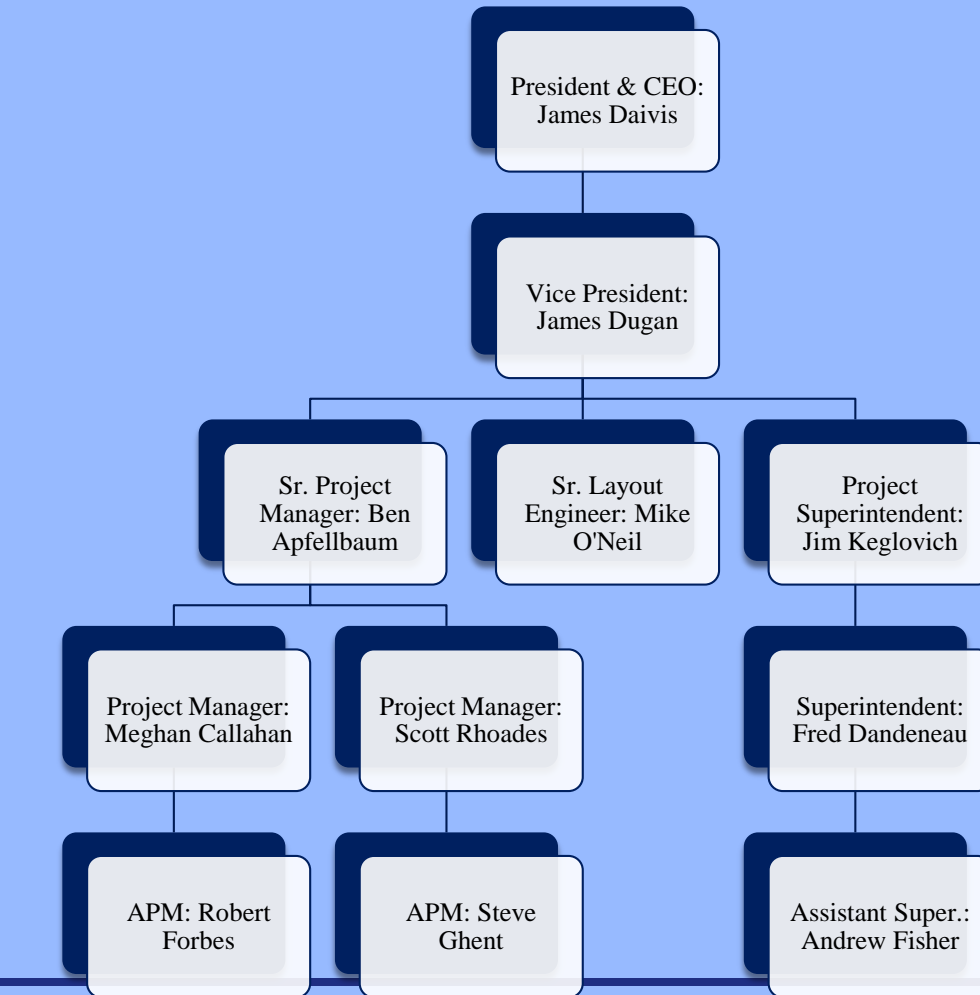 President & CEO:
James Daivis
Vice President:
James Dugan
Sr. Project
Manager: Ben
Apfellbaum
Sr. Layout
Engineer: Mike
O'Neil
Project
Superintendent:
Jim Keglovich
Project Manager:
Meghan Callahan
Project Manager:
Scott Rhoades
Superintendent:
Fred Dandeneau
APM: Robert
Forbes
APM: Steve
Ghent
Assistant Super.:
Andrew Fisher